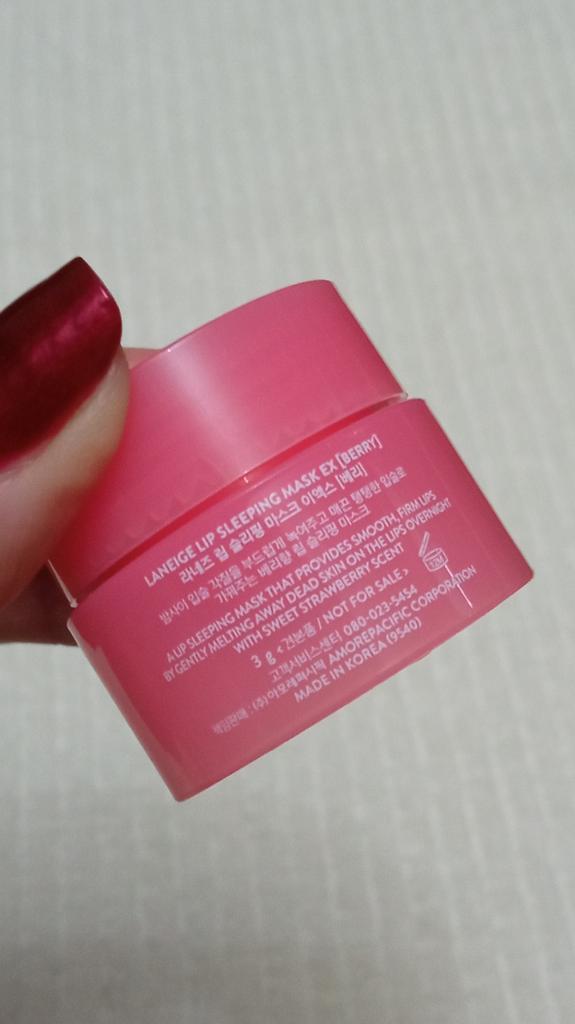 LANEIGE LIP SLEEPING MASK EX [BERRY]
라네즈 립 슬리핑 마스크 이엑스 [베리]
밤사이 입술 각질을 부드럽게 녹여주고 매끈 탱탱한 입술로
가꿔주는 베리향 립 슬리핑 마스크
A LIP SLEEPING MASK THAT PROVIDES SMOOTH, FIRM LIPS
BY GENTLY MELTING AWAY DEAD SKIN ON THE LIPS OVERNIGHT
WITH SWEET STRAWBERRY SCENT
3 g <견본품 / NOT FOR SALE>
고객서비스센터 080-023-5454
책임판매 : (주)아모레퍼시픽 AMOREPACIFIC CORPORATION
MADE IN KOREA (9540)
12M